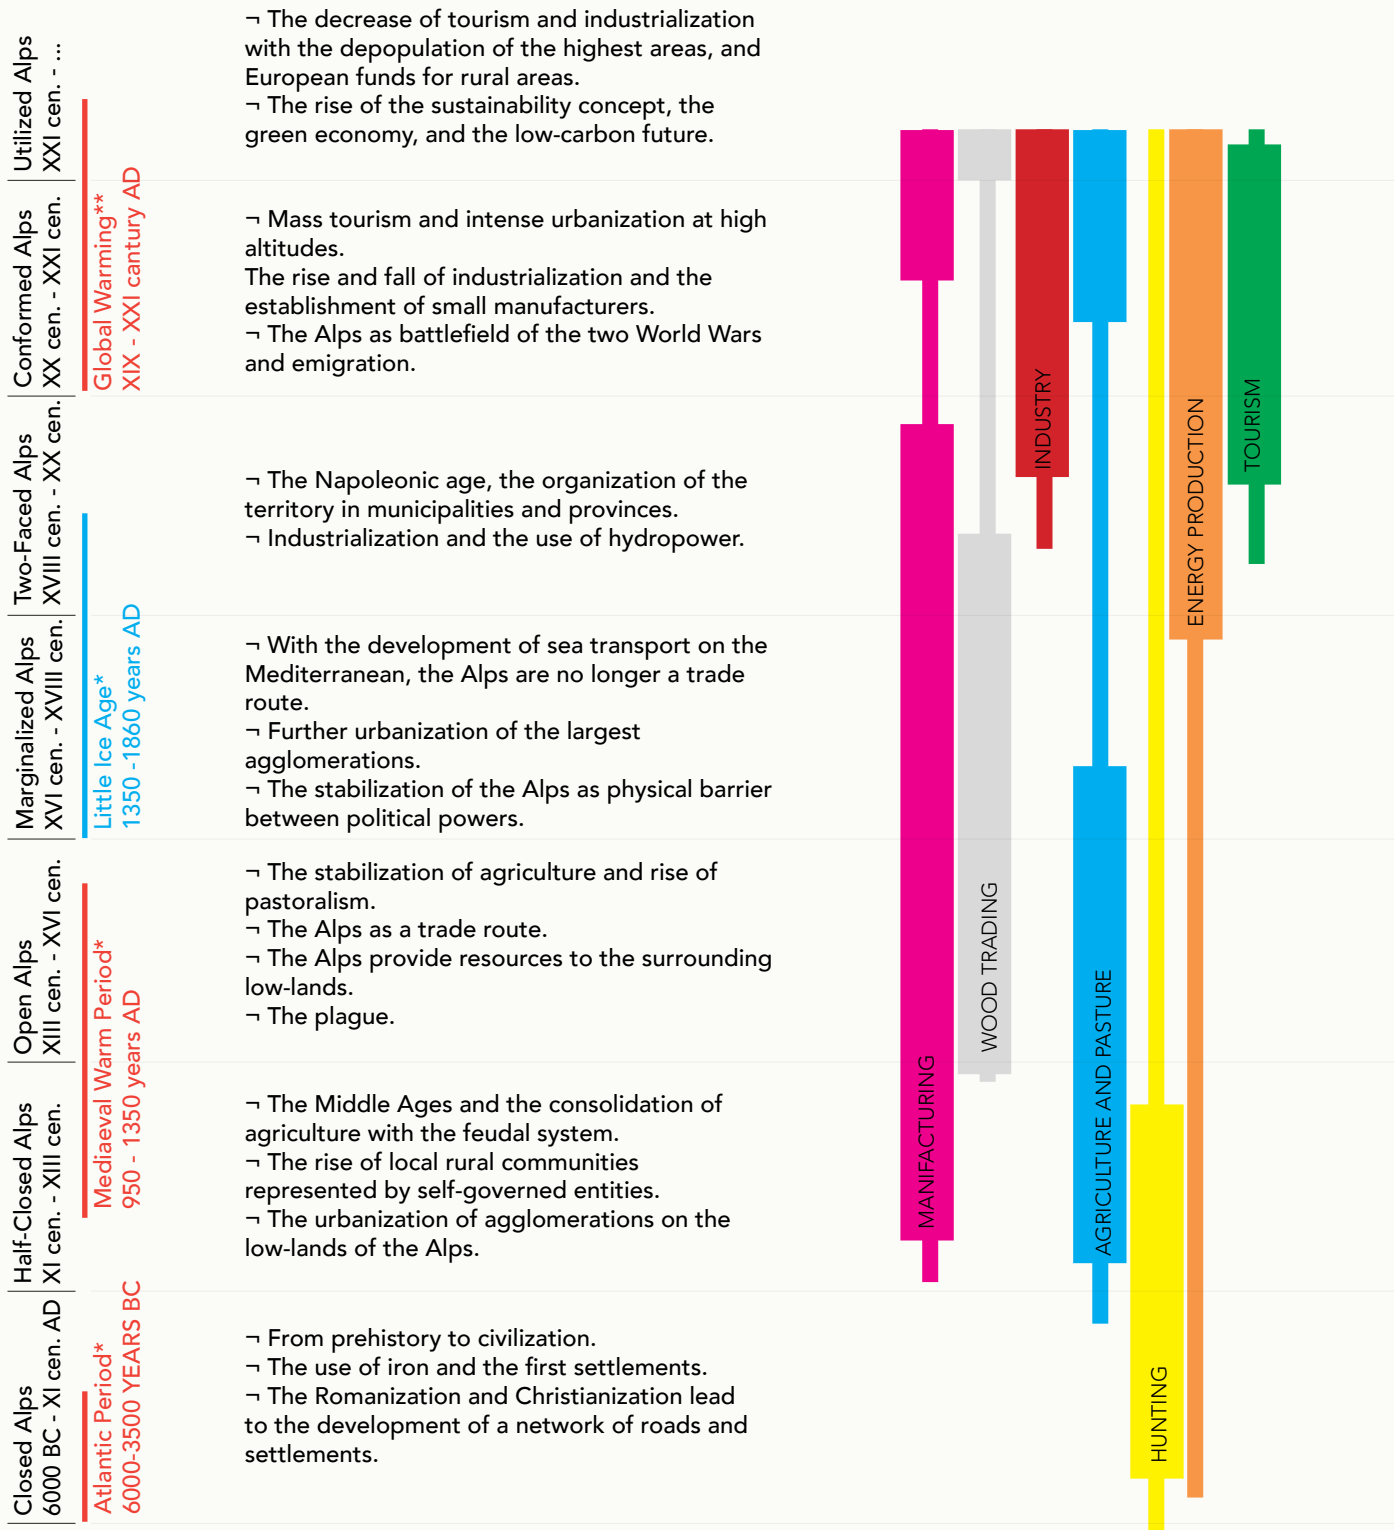 Utilized Alps
XXI cen. - ...
¬ The decrease of tourism and industrialization
with the depopulation of the highest areas, and
European funds for rural areas.
¬ The rise of the sustainability concept, the
green economy, and the low-carbon future.
Conformed Alps
XX cen. - XXI cen.
Global Warming**
XIX - XXI cantury AD
¬ Mass tourism and intense urbanization at high
altitudes.
The rise and fall of industrialization and the
establishment of small manufacturers.
¬ The Alps as battlefield of the two World Wars
and emigration.
Two-Faced Alps
XVIII cen. - XX cen.
¬ The Napoleonic age, the organization of the
territory in municipalities and provinces.
¬ Industrialization and the use of hydropower.
Marginalized Alps
XVI cen. - XVIII cen.
Little Ice Age*
1350 -1860 years AD
¬ With the development of sea transport on the
Mediterranean, the Alps are no longer a trade
route.
¬ Further urbanization of the largest
agglomerations.
¬ The stabilization of the Alps as physical barrier
between political powers.
Open Alps
XIII cen. - XVI cen.
Mediaeval Warm Period*
950 - 1350 years AD
¬ The stabilization of agriculture and rise of
pastoralism.
¬ The Alps as a trade route.
¬ The Alps provide resources to the surrounding
low-lands.
¬ The plague.
Half-Closed Alps
XI cen. - XIII cen.
¬ The Middle Ages and the consolidation of
agriculture with the feudal system.
¬ The rise of local rural communities
represented by self-governed entities.
¬ The urbanization of agglomerations on the
low-lands of the Alps.
Closed Alps
6000 BC - XI cen. AD
Atlantic Period*
6000-3500 YEARS BC
¬ From prehistory to civilization.
¬ The use of iron and the first settlements.
¬ The Romanization and Christianization lead
to the development of a network of roads and
settlements.
MANIFACTURING
WOOD TRADING
INDUSTRY
AGRICULTURE AND PASTURE
HUNTING
ENERGY PRODUCTION
TOURISM